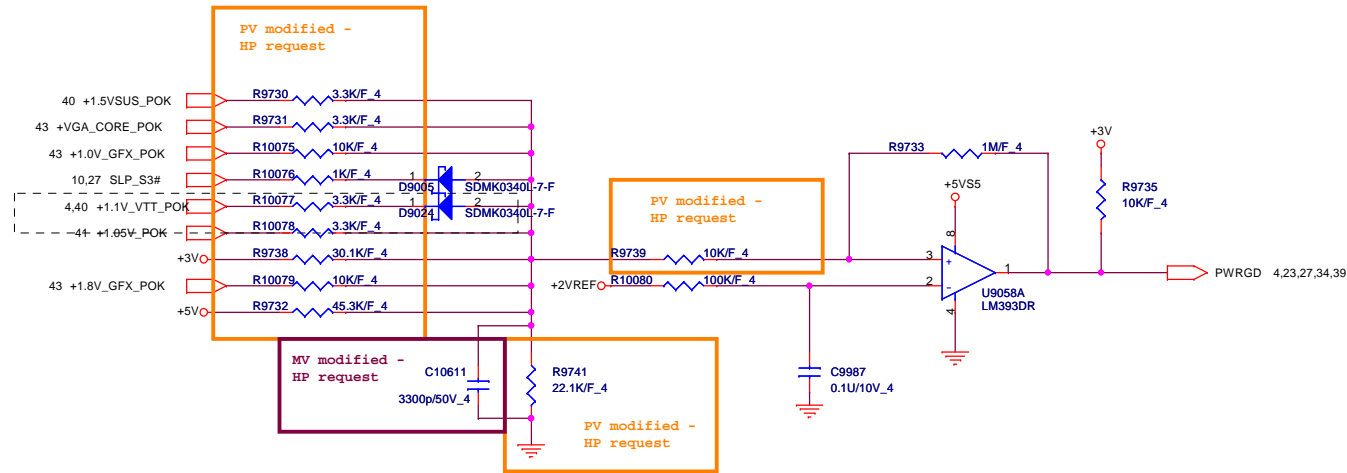 PV modified -
HP request
40 +1.5VSUS_POK R9730 3.3K/F_4
43 +VGA_CORE_POK R9731 3.3K/F_4
43 +1.0V_GFX_POK R10075 10K/F_4
10,27 SLP_S3# R10076 1K/F_4 1 2
D9005 SDMK0340L-7-F
4,40 +1.1V_VTT_POK R10077 3.3K/F_4 1 2
D9024 SDMK0340L-7-F
41 +1.05V_POK R10078 3.3K/F_4
+3V R9738 30.1K/F_4
43 +1.8V_GFX_POK R10079 10K/F_4
+5V R9732 45.3K/F_4
PV modified -
HP request
R9739 10K/F_4
+2VREF R10080 100K/F_4
R9733 1M/F_4
+3V
+5VS5
R9735
10K/F_4
8
3
+
1
2
-
4
U9058A
LM393DR
PWRGD 4,23,27,34,39
MV modified -
HP request
C10611
3300p/50V_4
R9741
22.1K/F_4
C9987
0.1U/10V_4
PV modified -
HP request